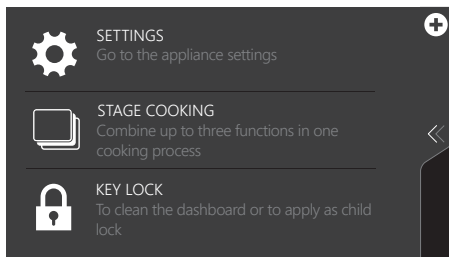 SETTINGS
Go to the appliance settings
STAGE COOKING
Combine up to three functions in one
cooking process
KEY LOCK
To clean the dashboard or to apply as child
lock